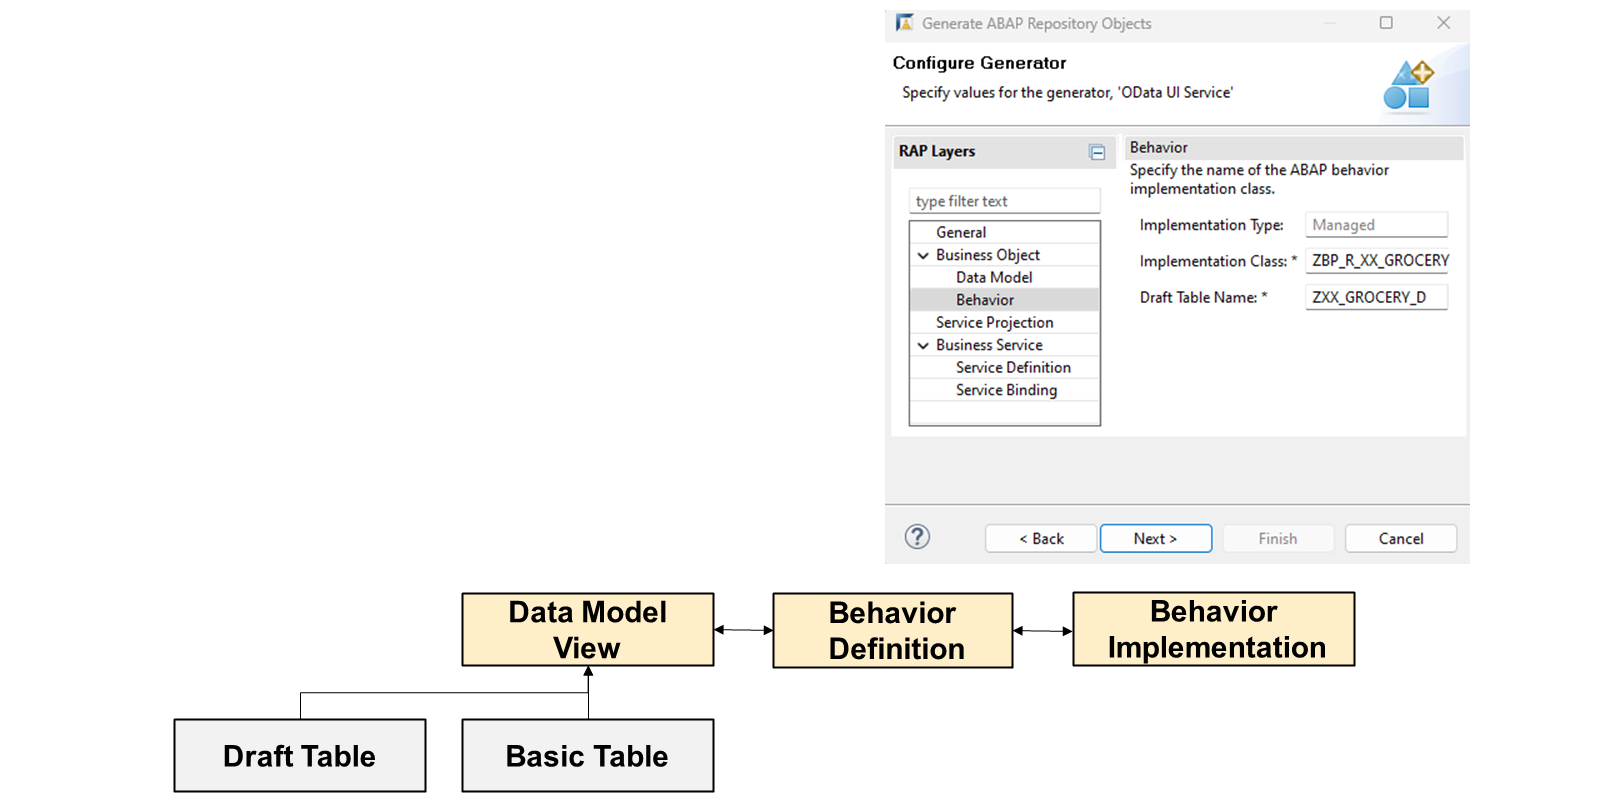 Generate ABAP Repository Objects
Configure Generator
Specify values for the generator, 'OData UI Service'
RAP Layers
type filter text
General
Business Object
Data Model
Behavior
Service Projection
Business Service
Service Definition
Service Binding
Behavior
Specify the name of the ABAP behavior
implementation class.
Implementation Type: Managed
Implementation Class: * ZBP_R_XX_GROCERY
Draft Table Name: * ZXX_GROCERY_D
? < Back Next > Finish Cancel
Data Model
View
Behavior
Definition
Behavior
Implementation
Draft Table
Basic Table